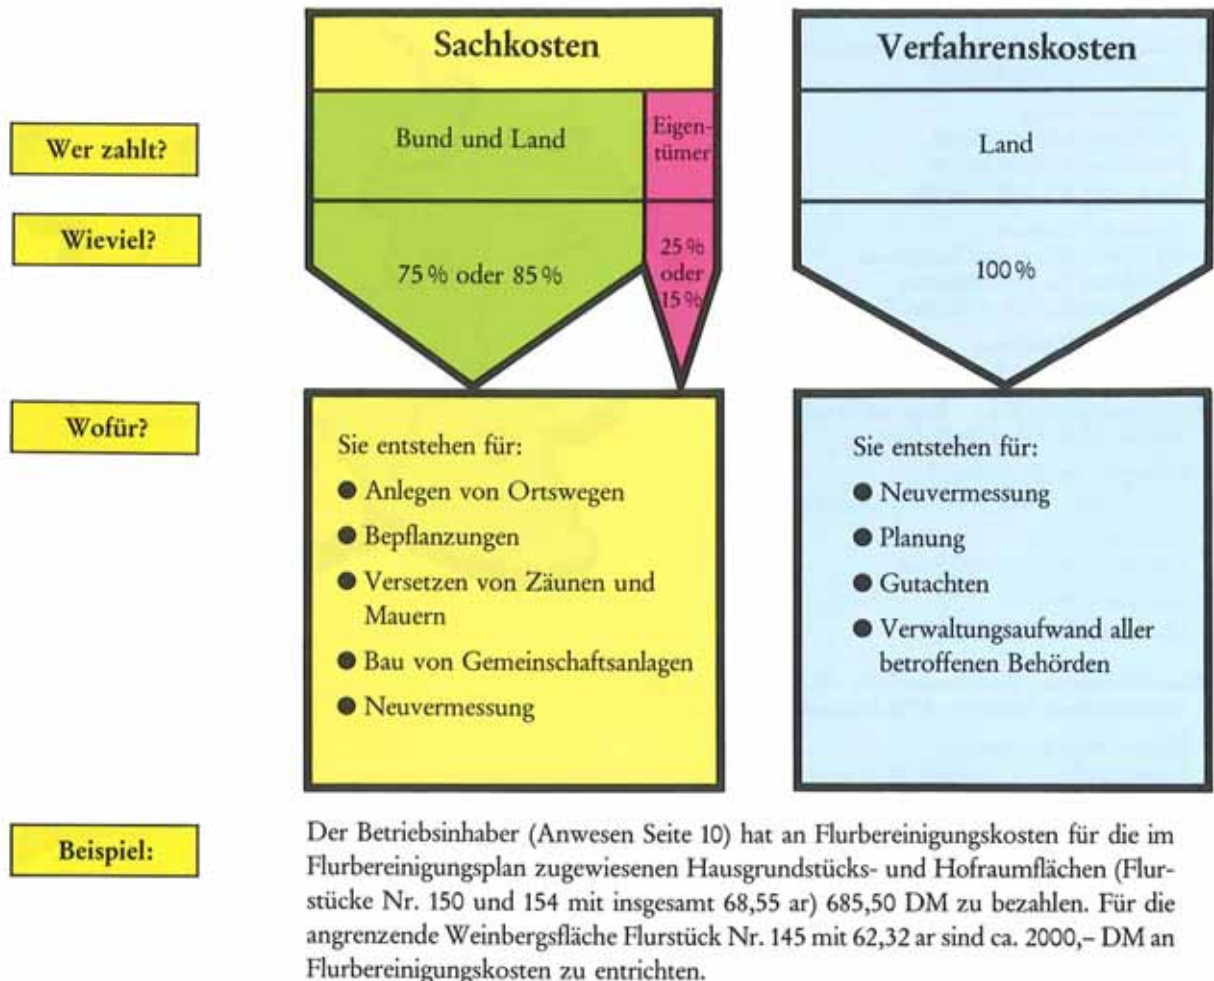 Sachkosten
Verfahrenskosten
Wer zahlt?
Bund und Land
Eigen-
tümer
Land
Wieviel?
75 % oder 85 %
25 %
oder
15 %
100 %
Wofür?
Sie entstehen für:
● Anlegen von Ortswegen
● Bepflanzungen
● Versetzen von Zäunen und
Mauern
● Bau von Gemeinschaftsanlagen
● Neuvermessung
Sie entstehen für:
● Neuvermessung
● Planung
● Gutachten
● Verwaltungsaufwand aller
betroffenen Behörden
Beispiel:
Der Betriebsinhaber (Anwesen Seite 10) hat an Flurbereinigungskosten für die im
Flurbereinigungsplan zugewiesenen Hausgrundstücks- und Hofraumflächen (Flur-
stücke Nr. 150 und 154 mit insgesamt 68,55 ar) 685,50 DM zu bezahlen. Für die
angrenzende Weinbergsfläche Flurstück Nr. 145 mit 62,32 ar sind ca. 2000,– DM an
Flurbereinigungskosten zu entrichten.